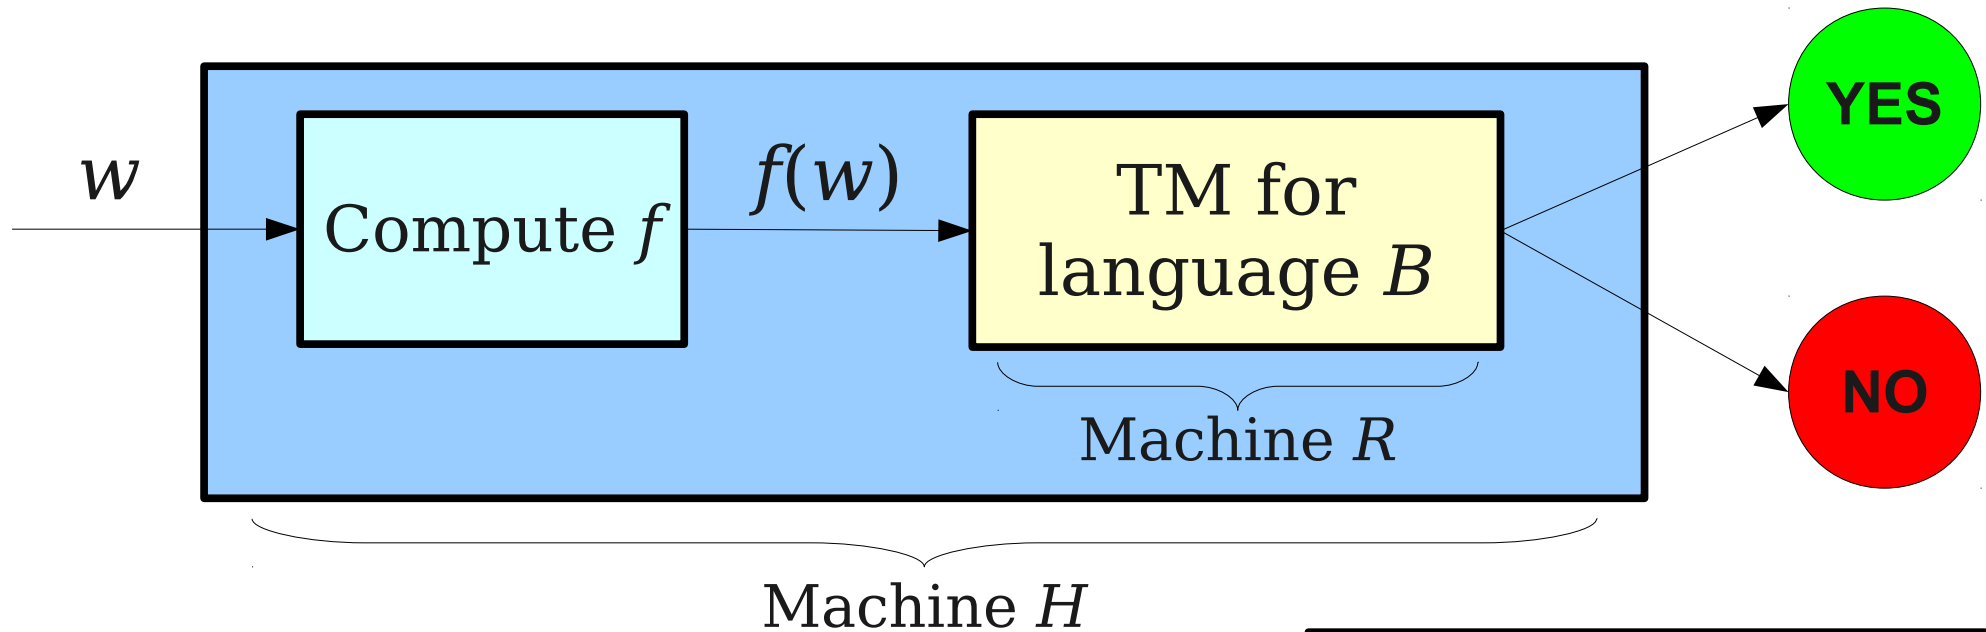 w
Compute f
f(w)
TM for
language B
YES
NO
Machine R
Machine H